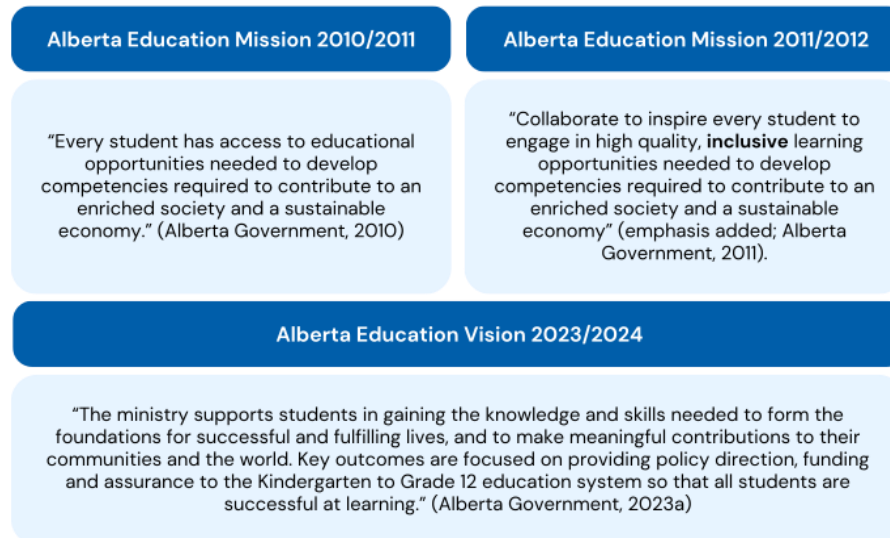 Alberta Education Mission 2010/2011
“Every student has access to educational
opportunities needed to develop
competencies required to contribute to an
enriched society and a sustainable
economy.” (Alberta Government, 2010)
Alberta Education Mission 2011/2012
“Collaborate to inspire every student to
engage in high quality, inclusive learning
opportunities needed to develop
competencies required to contribute to an
enriched society and a sustainable
economy” (emphasis added; Alberta
Government, 2011).
Alberta Education Vision 2023/2024
“The ministry supports students in gaining the knowledge and skills needed to form the
foundations for successful and fulfilling lives, and to make meaningful contributions to their
communities and the world. Key outcomes are focused on providing policy direction, funding
and assurance to the Kindergarten to Grade 12 education system so that all students are
successful at learning.” (Alberta Government, 2023a)